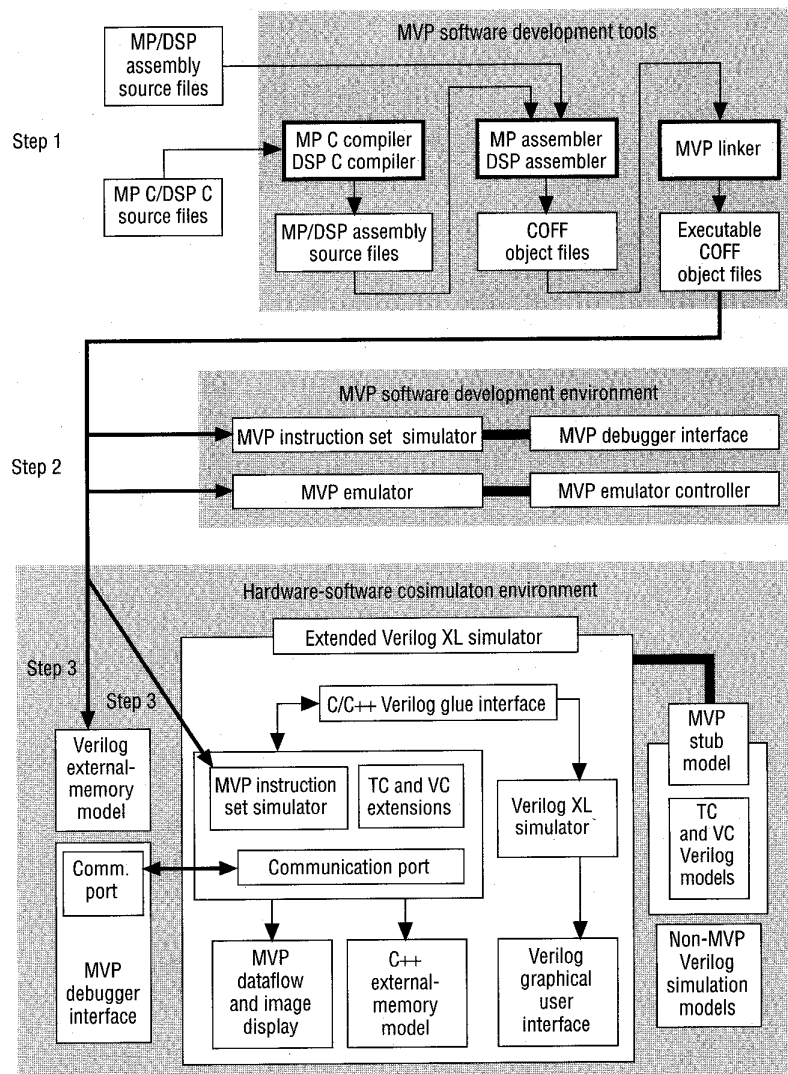 MVP software development tools
MP/DSP
assembly
source files
Step 1
MP C compiler
DSP C compiler
MP assembler
DSP assembler
MVP linker
MP C/DSP C
source files
MP/DSP assembly
source files
COFF
object files
Executable
COFF
object files
MVP software development environment
MVP instruction set simulator
MVP debugger interface
Step 2
MVP emulator
MVP emulator controller
Hardware-software cosimulaton environment
Extended Verilog XL simulator
Step 3
Step 3
C/C++ Verilog glue interface
MVP
stub
model
Verilog
external-
memory
model
MVP instruction
set simulator
TC and VC
extensions
Verilog XL
simulator
TC
and VC
Verilog
models
Comm.
port
Communication port
MVP
debugger
interface
MVP
dataflow
and image
display
C++
external-
memory
model
Verilog
graphical
user
interface
Non-MVP
Verilog
simulation
models